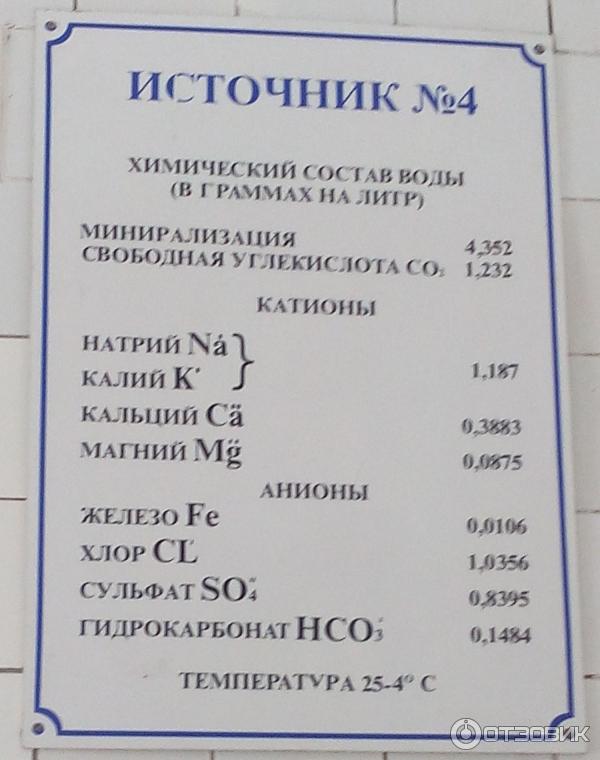 ИСТОЧНИК №4
ХИМИЧЕСКИЙ СОСТАВ ВОДЫ
(В ГРАММАХ НА ЛИТР)
МИНИРАЛИЗАЦИЯ 4,352
СВОБОДНАЯ УГЛЕКИСЛОТА CO₂ 1,232
КАТИОНЫ
НАТРИЙ Na˙
КАЛИЙ K˙ } 1,187
КАЛЬЦИЙ Cä 0,3883
МАГНИЙ Mg̈ 0,0875
АНИОНЫ
ЖЕЛЕЗО Fe 0,0106
ХЛОР CL' 1,0356
СУЛЬФАТ SO₄" 0,8395
ГИДРОКАРБОНАТ HCO₃' 0,1484
ТЕМПЕРАТУРА 25-4° С
ОТЗОВИК